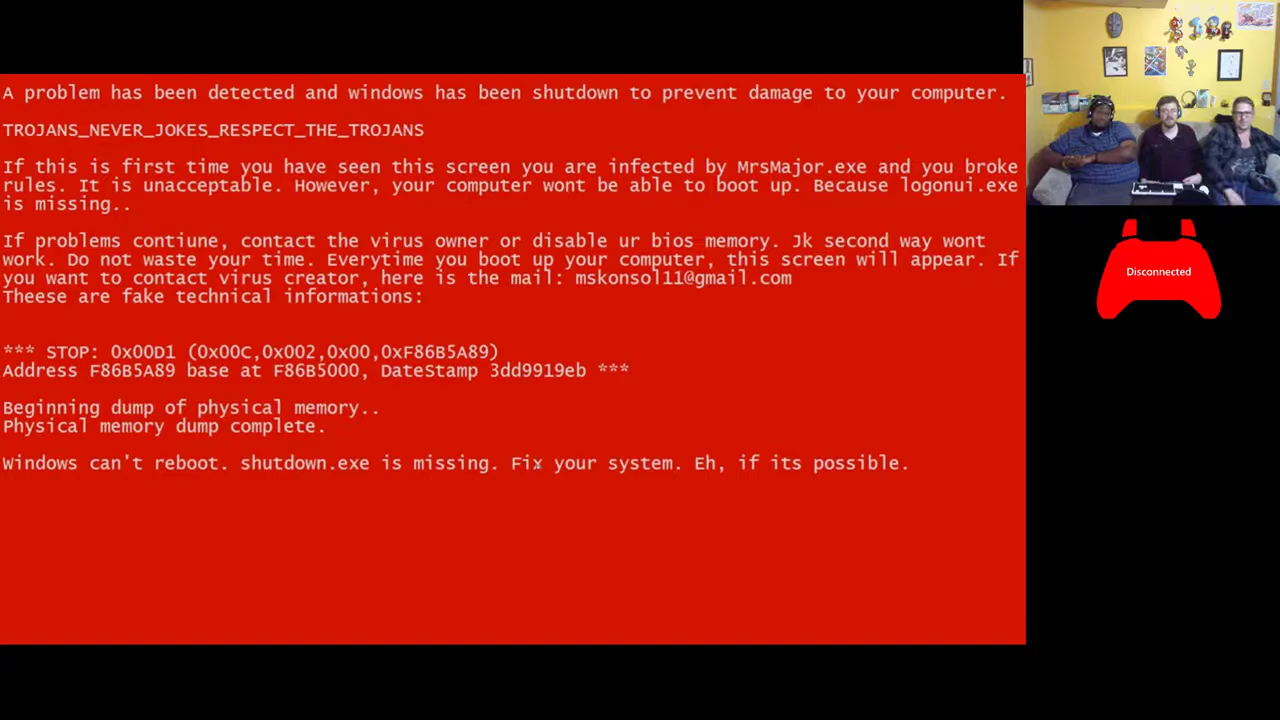 A problem has been detected and windows has been shutdown to prevent damage to your computer.
TROJANS_NEVER_JOKES_RESPECT_THE_TROJANS
If this is first time you have seen this screen you are infected by MrsMajor.exe and you broke
rules. It is unacceptable. However, your computer wont be able to boot up. Because logonui.exe
is missing..
If problems contiune, contact the virus owner or disable ur bios memory. Jk second way wont
work. Do not waste your time. Everytime you boot up your computer, this screen will appear. If
you want to contact virus creator, here is the mail: mskonsol11@gmail.com
Theese are fake technical informations:
*** STOP: 0x00D1 (0x00C,0x002,0x00,0xF86B5A89)
Address F86B5A89 base at F86B5000, DateStamp 3dd9919eb ***
Beginning dump of physical memory..
Physical memory dump complete.
Windows can't reboot. shutdown.exe is missing. Fix your system. Eh, if its possible.
Disconnected